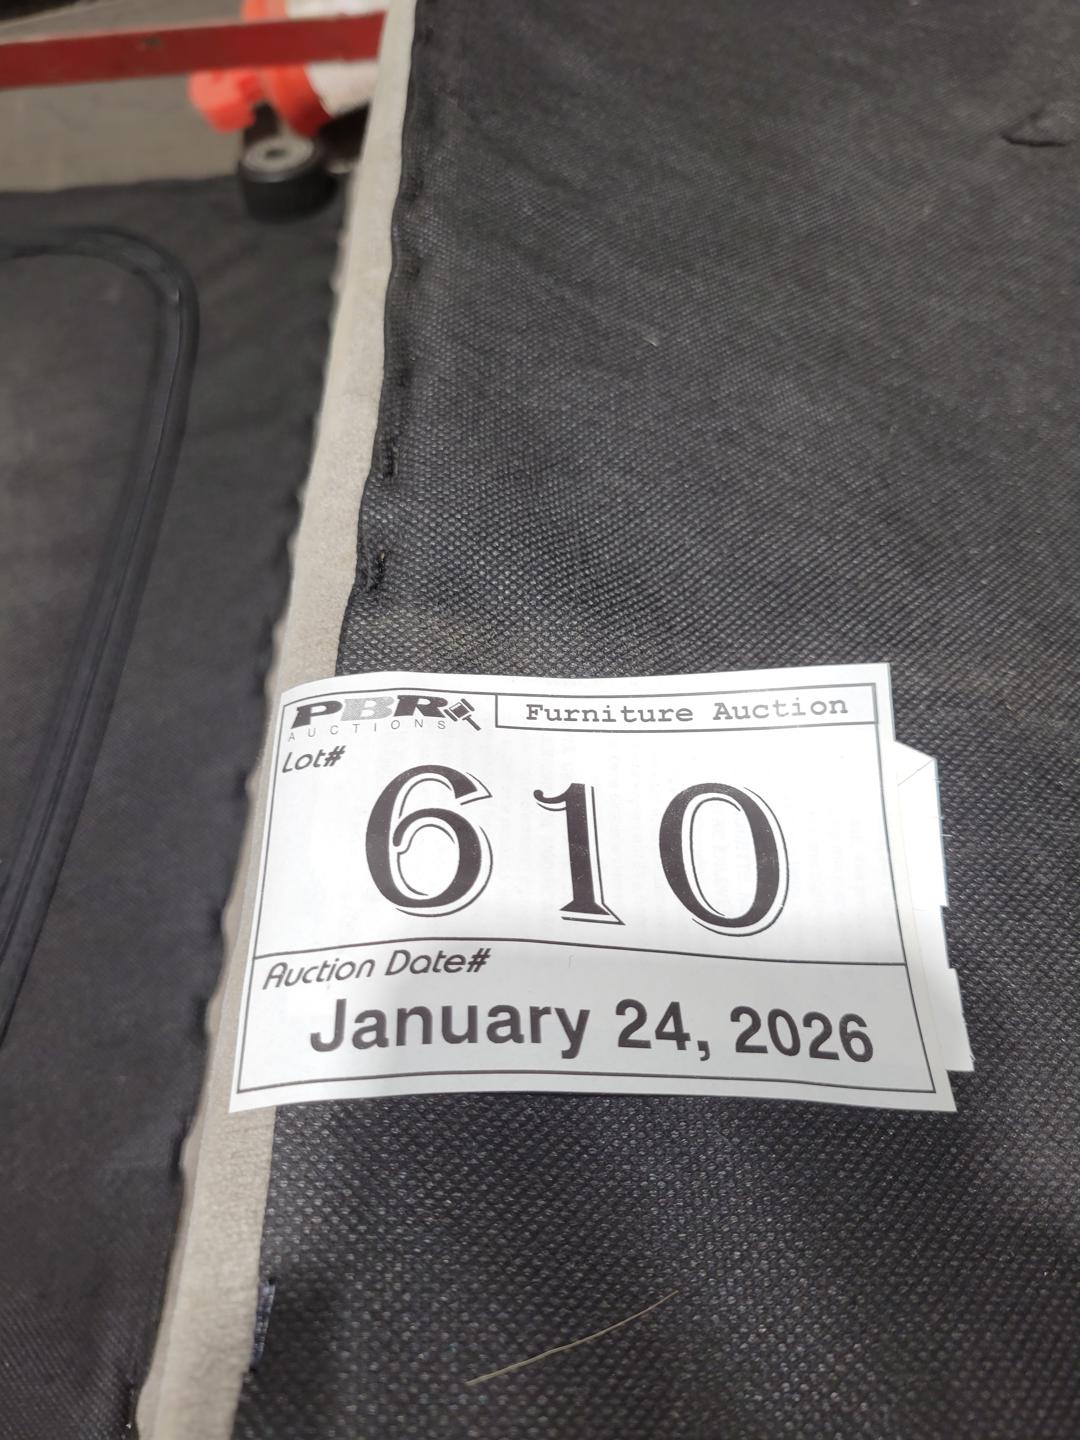 PBR
AUCTIONS
Furniture Auction
Lot#
610
Auction Date#
January 24, 2026